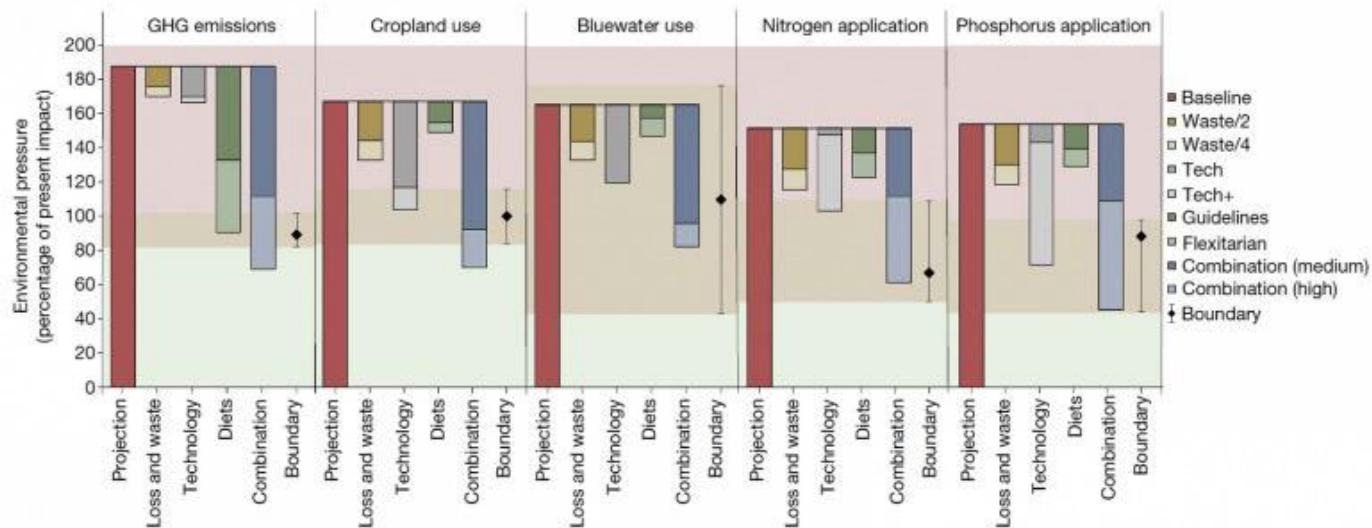 GHG emissions
Cropland use
Bluewater use
Nitrogen application
Phosphorus application
Environmental pressure
(percentage of present impact)
200
180
160
140
120
100
80
60
40
20
0
Projection
Loss and waste
Technology
Diets
Combination
Boundary
Projection
Loss and waste
Technology
Diets
Combination
Boundary
Projection
Loss and waste
Technology
Diets
Combination
Boundary
Projection
Loss and waste
Technology
Diets
Combination
Boundary
Projection
Loss and waste
Technology
Diets
Combination
Boundary
Baseline
Waste/2
Waste/4
Tech
Tech+
Guidelines
Flexitarian
Combination (medium)
Combination (high)
Boundary